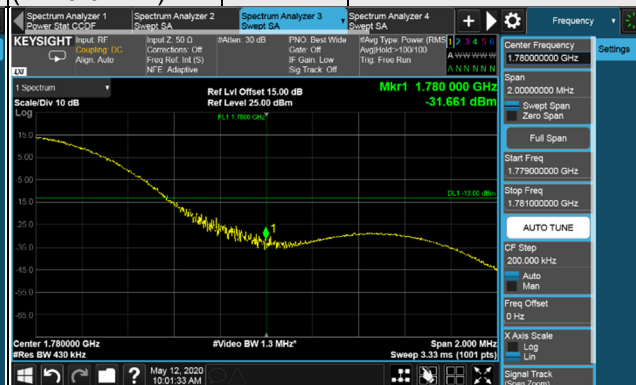 Spectrum Analyzer 1
Power Stat CCDF
Spectrum Analyzer 2
Swept SA
Spectrum Analyzer 3
Swept SA
Spectrum Analyzer 4
Swept SA
Frequency
KEYSIGHT
Input: RF
Coupling: DC
Align: Auto
Input Z: 50 Ω
Corrections: Off
Freq Ref: Int (S)
NFE: Adaptive
#Atten: 30 dB
PNO: Best Wide
Gate: Off
IF Gain: Low
Sig Track: Off
#Avg Type: Power (RMS
Avg|Hold:>100/100
Trig: Free Run
1 2 3 4 5 6
A W W W W W
A N N N N N
LXI
1 Spectrum
Scale/Div 10 dB
Log
Ref Lvl Offset 15.00 dB
Ref Level 25.00 dBm
Mkr1 1.780 000 GHz
-31.661 dBm
FL1 1.7800 GHz
DL1 -13.00 dBm
15.0
5.00
-5.00
-15.0
-25.0
-35.0
-45.0
-55.0
-65.0
1
Center 1.780000 GHz
#Res BW 430 kHz
#Video BW 1.3 MHz*
Span 2.000 MHz
Sweep 3.33 ms (1001 pts)
May 12, 2020
10:01:33 AM
Center Frequency
1.780000000 GHz
Span
2.00000000 MHz
Swept Span
Zero Span
Full Span
Start Freq
1.779000000 GHz
Stop Freq
1.781000000 GHz
AUTO TUNE
CF Step
200.000 kHz
Auto
Man
Freq Offset
0 Hz
X Axis Scale
Log
Lin
Signal Track
(Span Zoom)
Settings